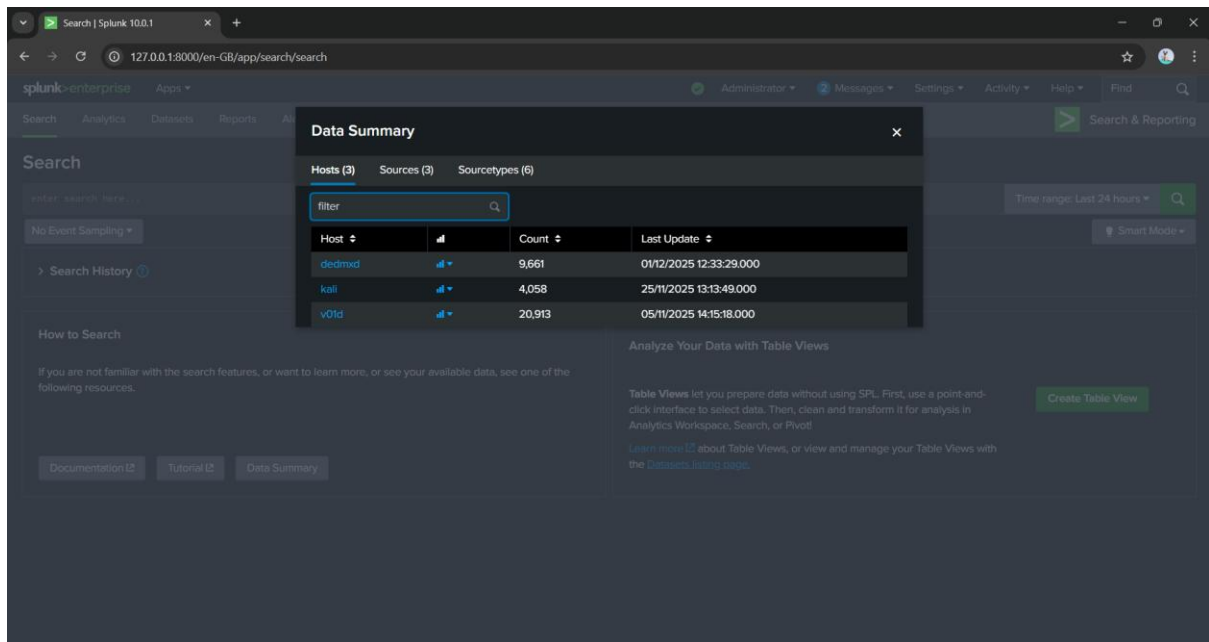 Search | Splunk 10.0.1
127.0.0.1:8000/en-GB/app/search/search
splunk>enterprise Apps Administrator 2 Messages Settings Activity Help Find
Search Analytics Datasets Reports Search & Reporting
Search
enter search here...
Time range: Last 24 hours
No Event Sampling
Smart Mode
> Search History
Data Summary
Hosts (3) Sources (3) Sourcetypes (6)
filter
Host Count Last Update
dedmxd 9,661 01/12/2025 12:33:29.000
kali 4,058 25/11/2025 13:13:49.000
v01d 20,913 05/11/2025 14:15:18.000
How to Search
If you are not familiar with the search features, or want to learn more, or see your available data, see one of the
following resources.
Documentation Tutorial Data Summary
Analyze Your Data with Table Views
Table Views let you prepare data without using SPL. First, use a point-and-
click interface to select data. Then, clean and transform it for analysis in
Analytics Workspace, Search, or Pivot!
Learn more about Table Views, or view and manage your Table Views with
the Datasets listing page.
Create Table View